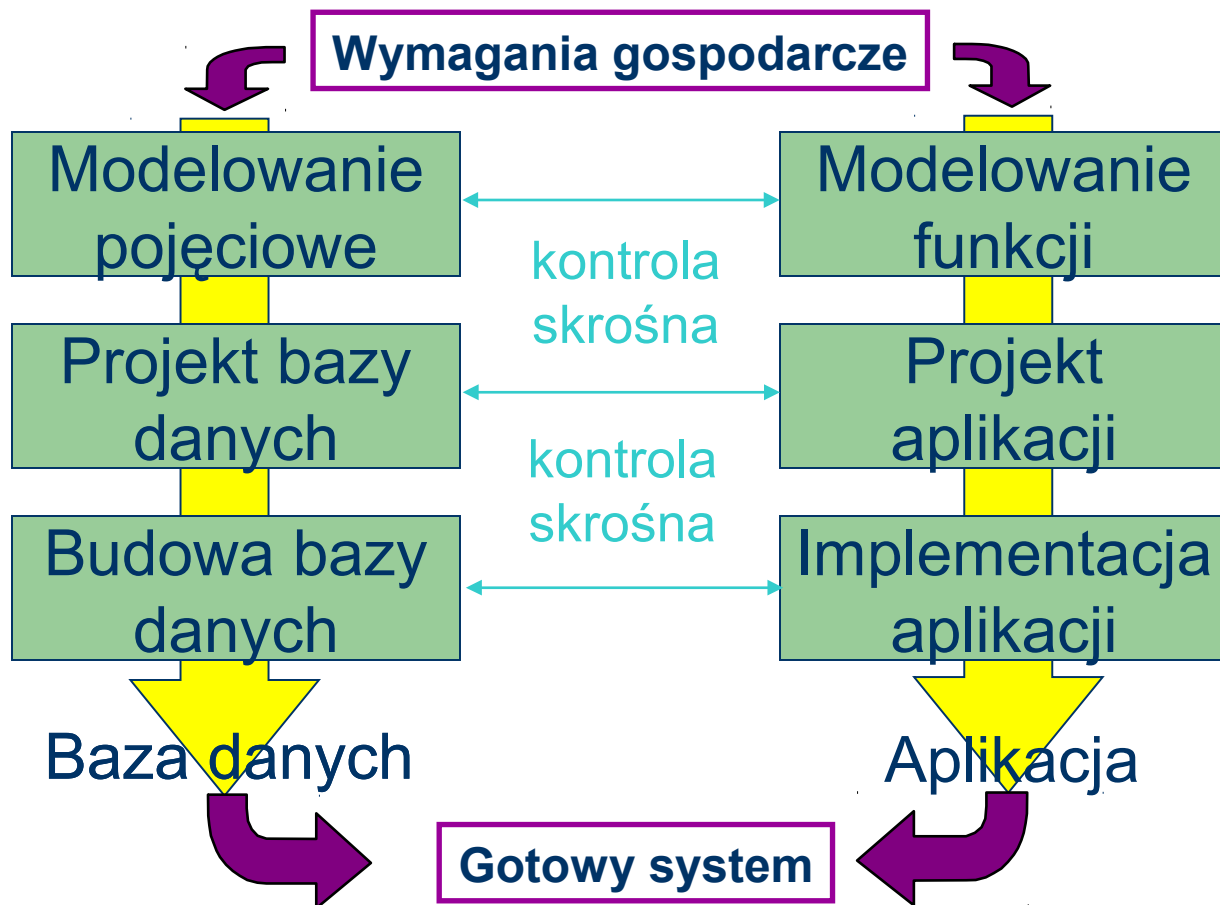 Wymagania gospodarcze
Modelowanie
pojęciowe
Modelowanie
funkcji
kontrola
skrośna
Projekt bazy
danych
Projekt
aplikacji
kontrola
skrośna
Budowa bazy
danych
Implementacja
aplikacji
Baza danych
Aplikacja
Gotowy system